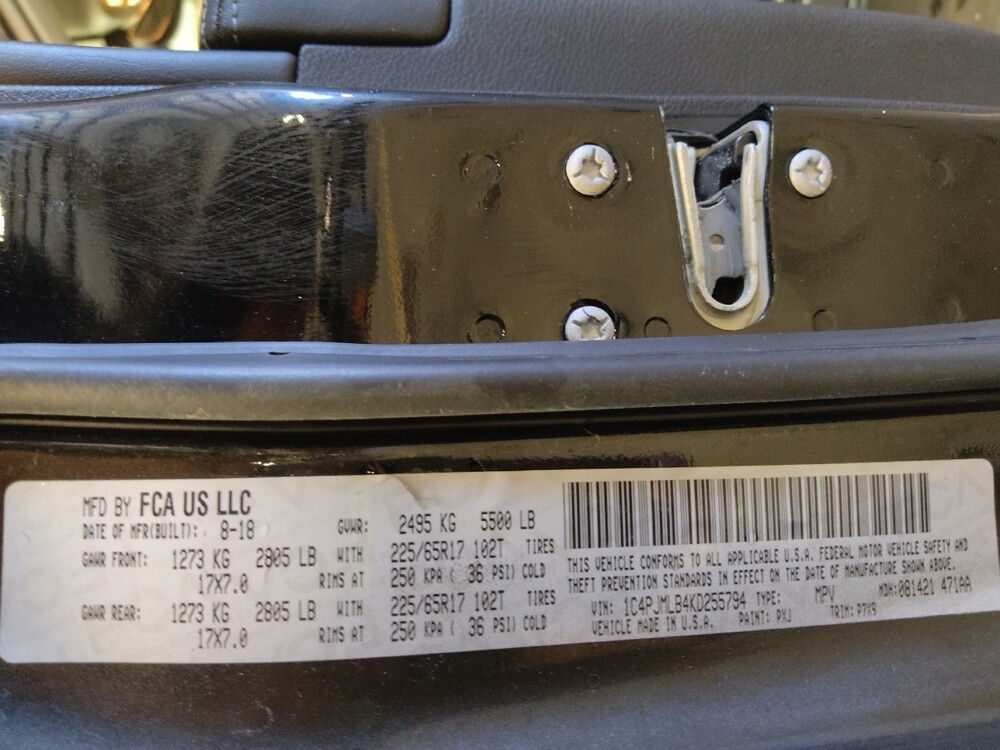 MFD BY FCA US LLC
DATE OF MFR(BUILT): 8-18 GVWR: 2495 KG 5500 LB
GAWR FRONT: 1273 KG 2805 LB WITH 225/65R17 102T TIRES
17X7.0 RIMS AT 250 KPA ( 36 PSI) COLD
GAWR REAR: 1273 KG 2805 LB WITH 225/65R17 102T TIRES
17X7.0 RIMS AT 250 KPA ( 36 PSI) COLD
THIS VEHICLE CONFORMS TO ALL APPLICABLE U.S.A. FEDERAL MOTOR VEHICLE SAFETY AND
THEFT PREVENTION STANDARDS IN EFFECT ON THE DATE OF MANUFACTURE SHOWN ABOVE.
VIN: 1C4PJMLB4KD255794 TYPE: MPV MDH:081421 471AA
VEHICLE MADE IN U.S.A. PAINT: PXJ TRIM: P7X9